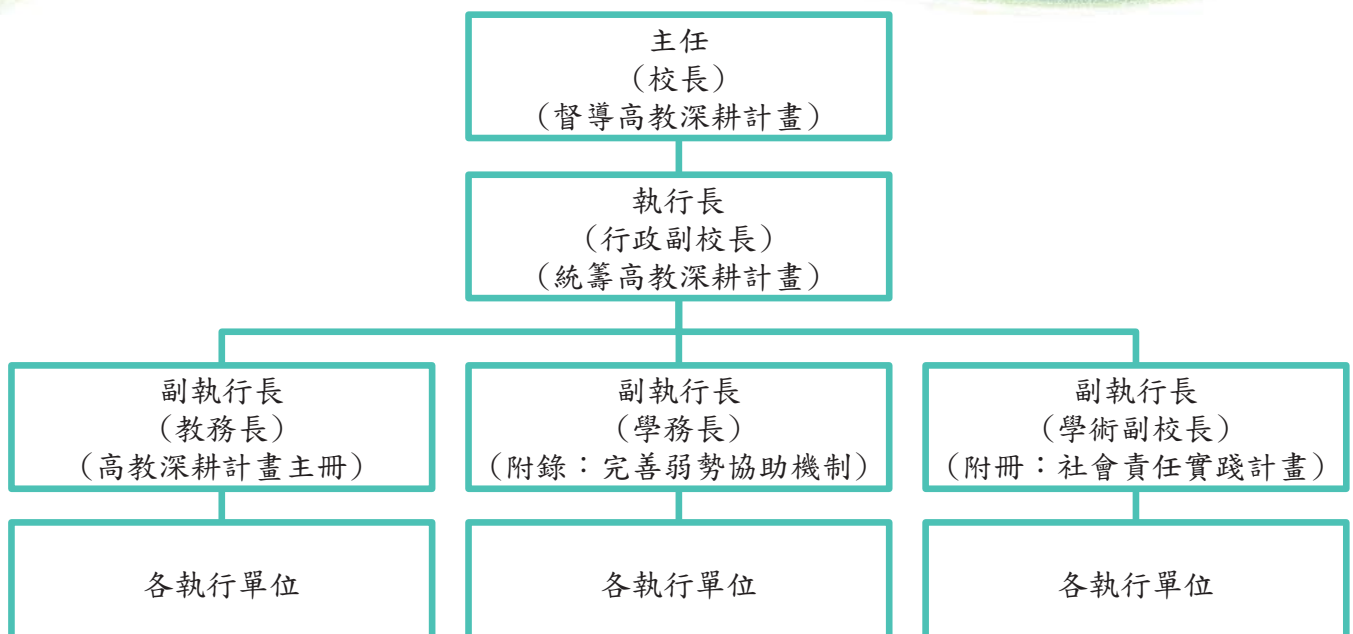 主任
（校長）
（督導高教深耕計畫）
執行長
（行政副校長）
（統籌高教深耕計畫）
副執行長
（教務長）
（高教深耕計畫主冊）
副執行長
（學務長）
（附錄：完善弱勢協助機制）
副執行長
（學術副校長）
（附冊：社會責任實踐計畫）
各執行單位
各執行單位
各執行單位